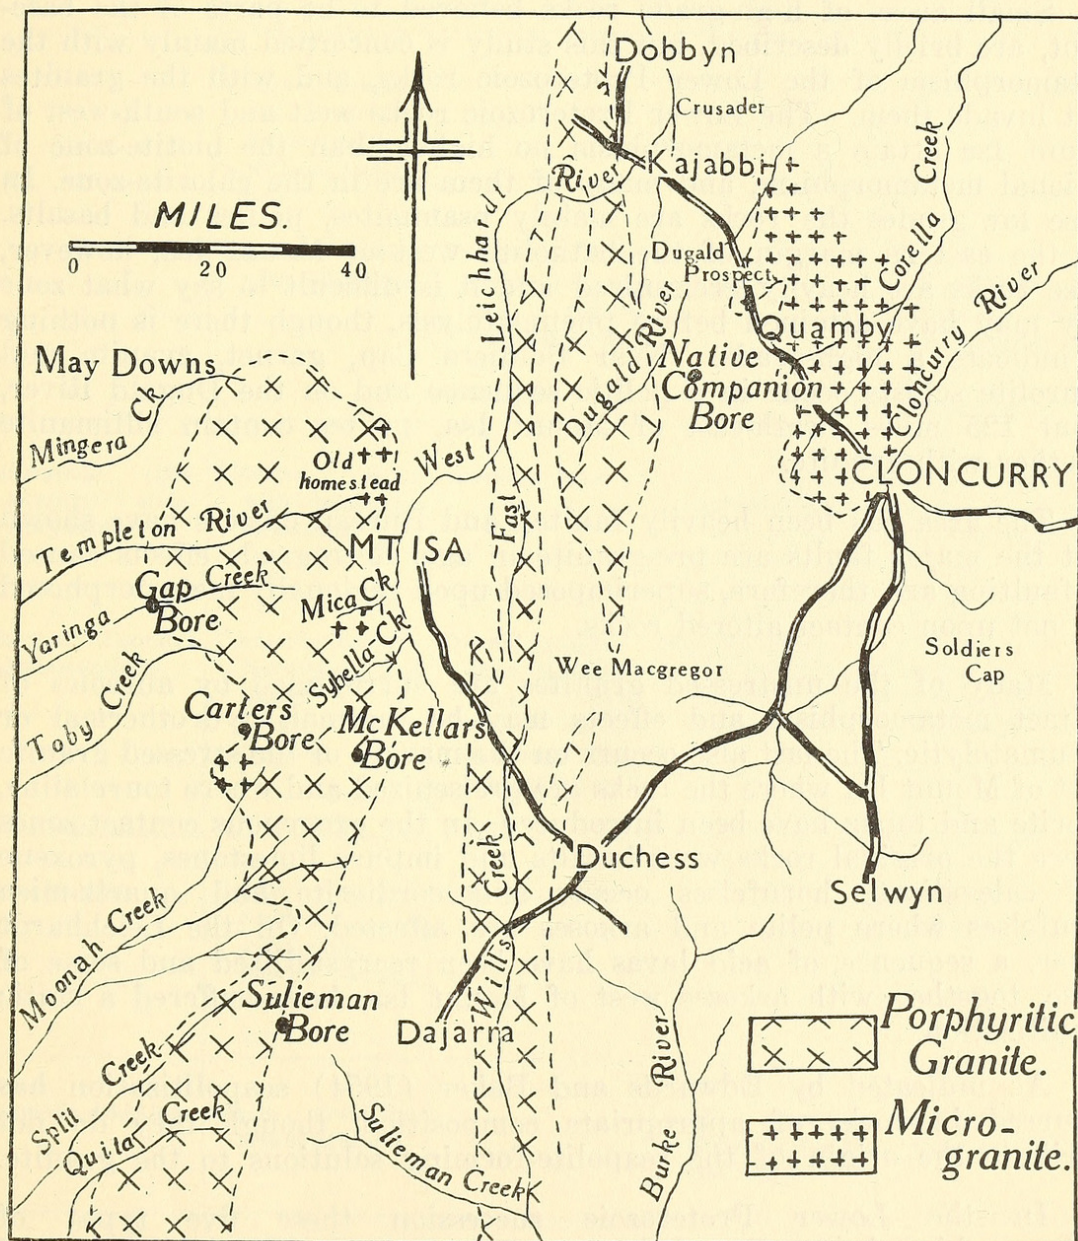 Dobbyn
Crusader
Kajabbi
River
Leichhardt
MILES.
0 20 40
Dugald
Prospect
Corella Creek
Cloncurry River
Quamby
May Downs
Mingera Ck
Dugald River
Native
Companion
Bore
Old
homestead
West
East
CLONCURRY
Templeton River
MT ISA
Gap
Bore
Yaringa Creek
Mica Ck
Sybella Ck
Toby Creek
Wee Macgregor
Soldiers
Cap
Carters
Bore
McKellars
Bore
Duchess
Selwyn
Moonah Creek
Will's Creek
Sulieman
Bore
Dajarra
Split Creek
Quita Creek
Sulieman Creek
Burke River
Porphyritic
Granite.
Micro-
granite.